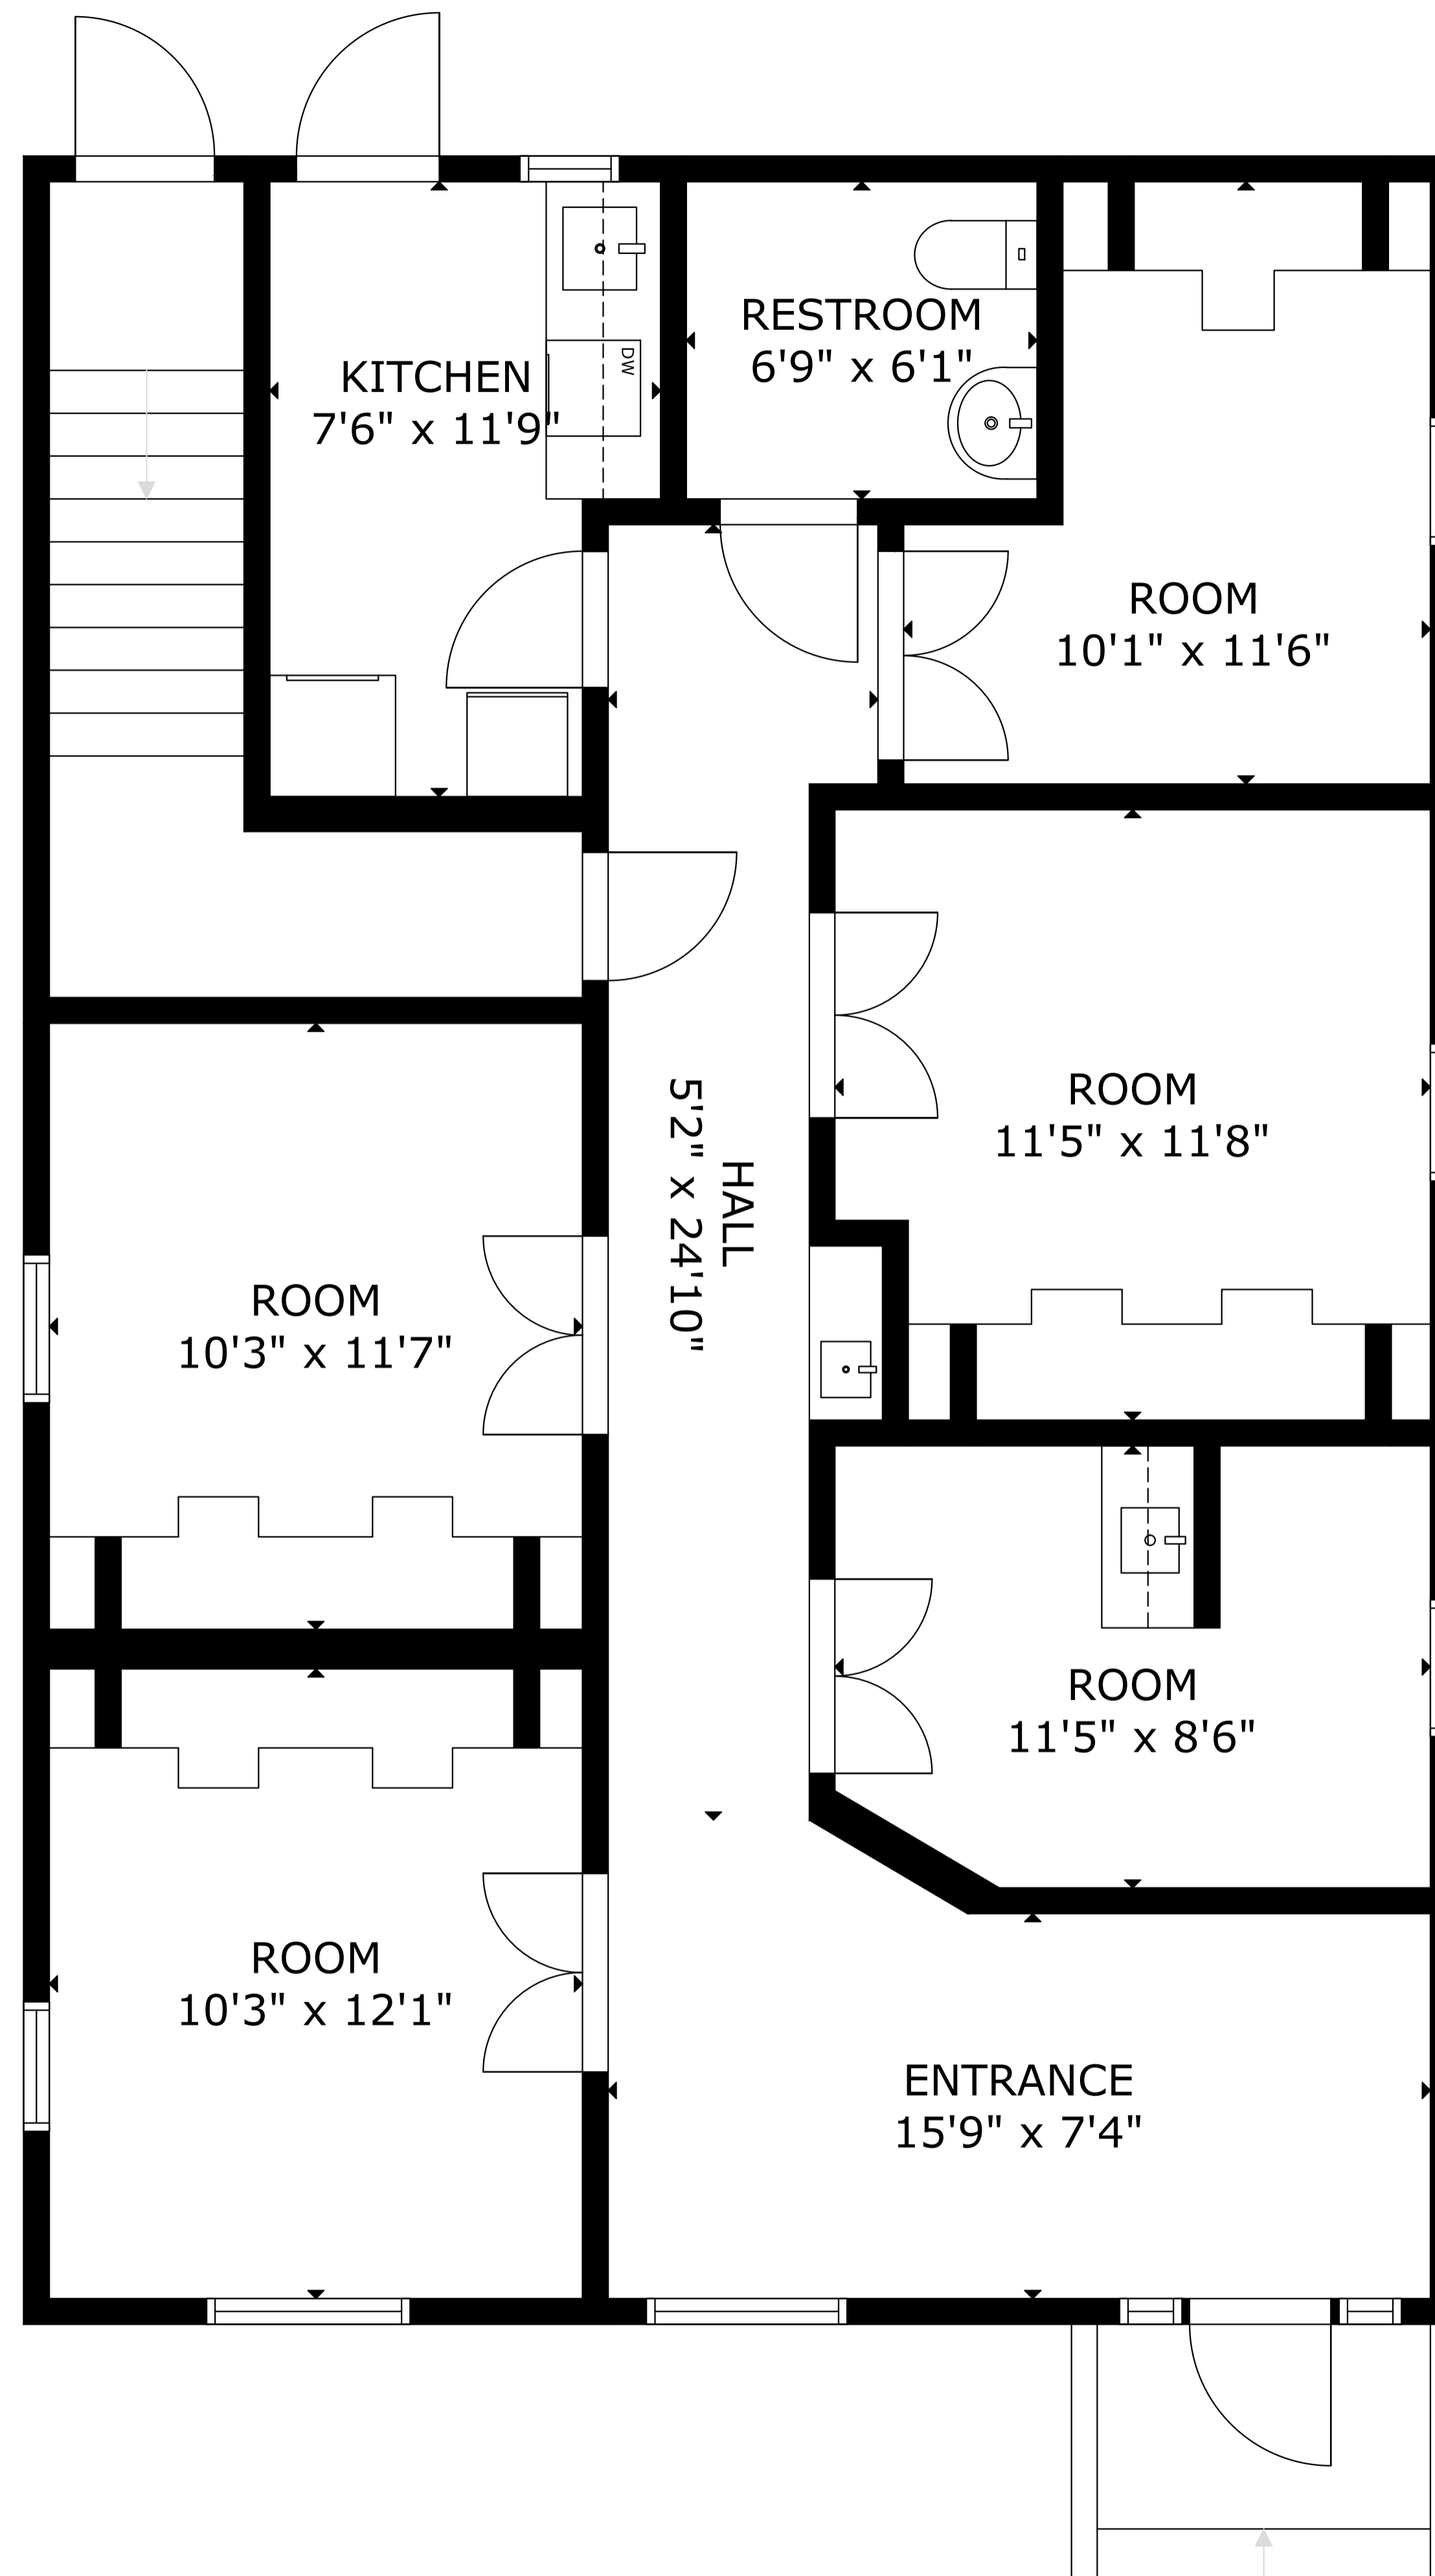 RESTROOM
6'9" x 6'1"
KITCHEN
7'6" x 11'9"
DW
ROOM
10'1" x 11'6"
ROOM
11'5" x 11'8"
HALL
5'2" x 24'10"
ROOM
10'3" x 11'7"
ROOM
11'5" x 8'6"
ROOM
10'3" x 12'1"
ENTRANCE
15'9" x 7'4"